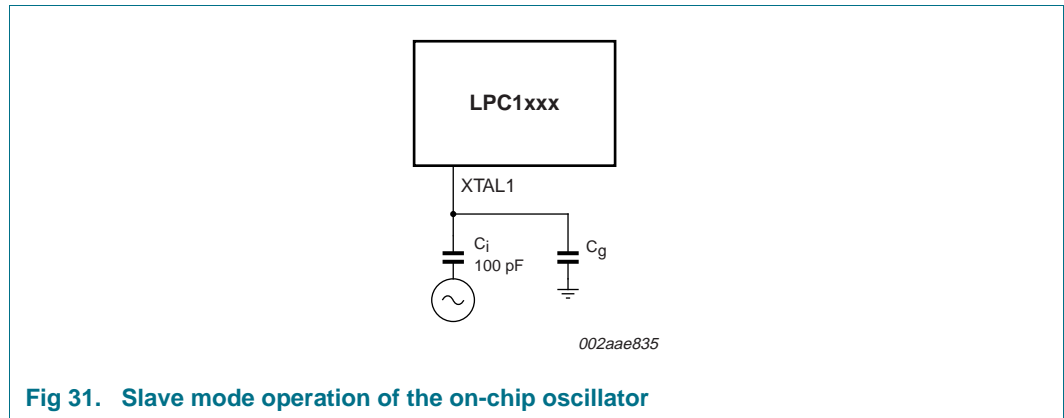 LPC1xxx
XTAL1
Ci
100 pF
Cg
002aae835
Fig 31. Slave mode operation of the on-chip oscillator